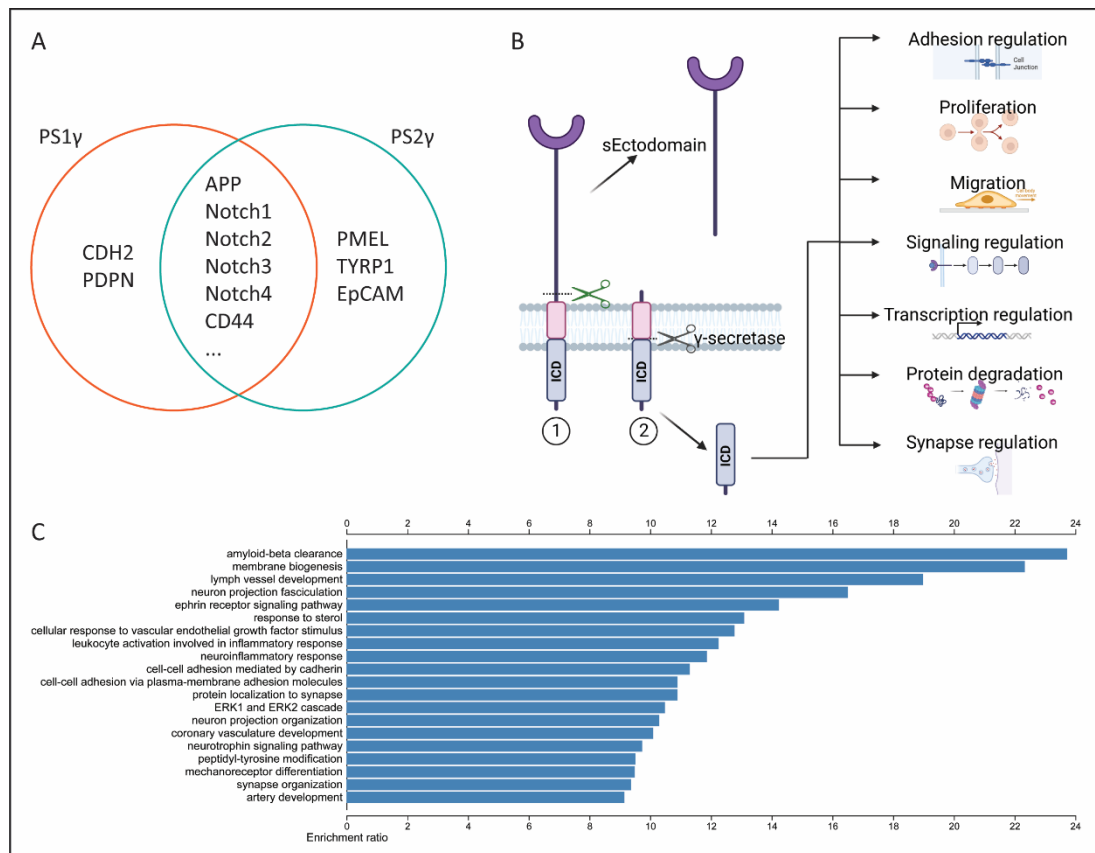 A
PS1γ
PS2γ
APP
Notch1
Notch2
Notch3
Notch4
CD44
...
CDH2
PDPN
PMEL
TYRP1
EpCAM
B
sEctodomain
γ-secretase
ICD
ICD
1
2
ICD
Adhesion regulation
Cell
Junction
Proliferation
Migration
Cell body
movement
Signaling regulation
Transcription regulation
Protein degradation
Synapse regulation
C
0 2 4 6 8 10 12 14 16 18 20 22 24
amyloid-beta clearance
membrane biogenesis
lymph vessel development
neuron projection fasciculation
ephrin receptor signaling pathway
response to sterol
cellular response to vascular endothelial growth factor stimulus
leukocyte activation involved in inflammatory response
neuroinflammatory response
cell-cell adhesion mediated by cadherin
cell-cell adhesion via plasma-membrane adhesion molecules
protein localization to synapse
ERK1 and ERK2 cascade
neuron projection organization
coronary vasculature development
neurotrophin signaling pathway
peptidyl-tyrosine modification
mechanoreceptor differentiation
synapse organization
artery development
0 2 4 6 8 10 12 14 16 18 20 22 24
Enrichment ratio